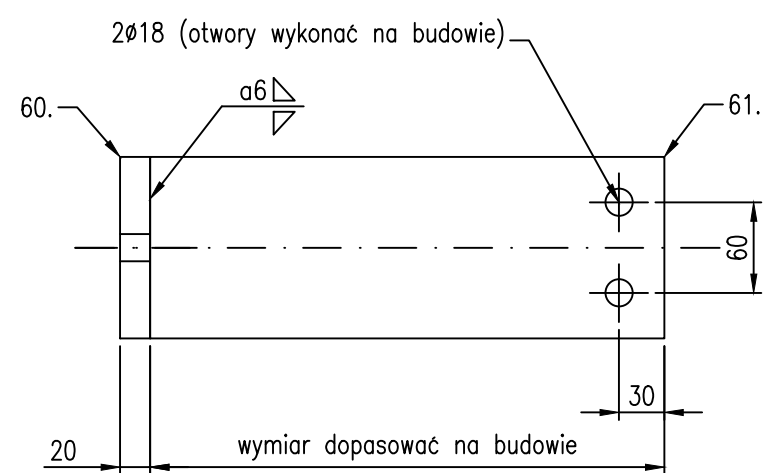 2ø18 (otwory wykonać na budowie)
60.
a6
61.
60
30
20
wymiar dopasować na budowie